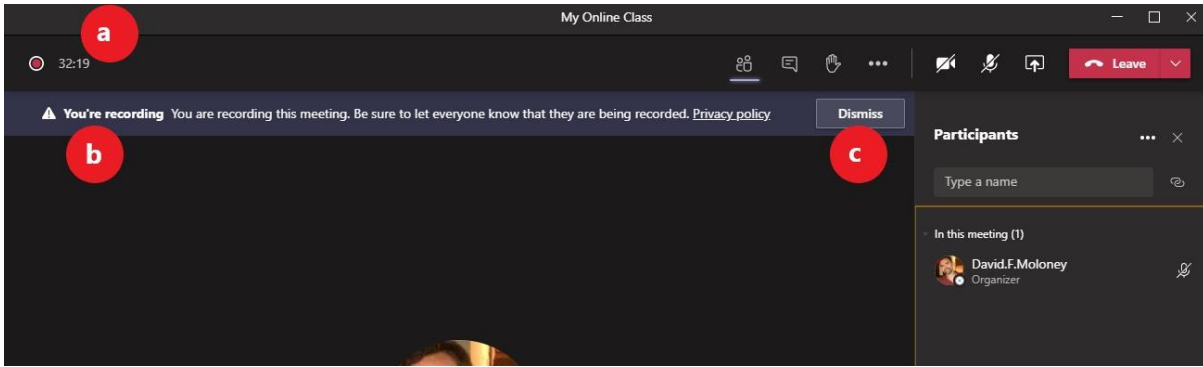 My Online Class
a
32:19
Leave
You're recording You are recording this meeting. Be sure to let everyone know that they are being recorded. Privacy policy
Dismiss
b
c
Participants
Type a name
In this meeting (1)
David.F.Moloney
Organizer